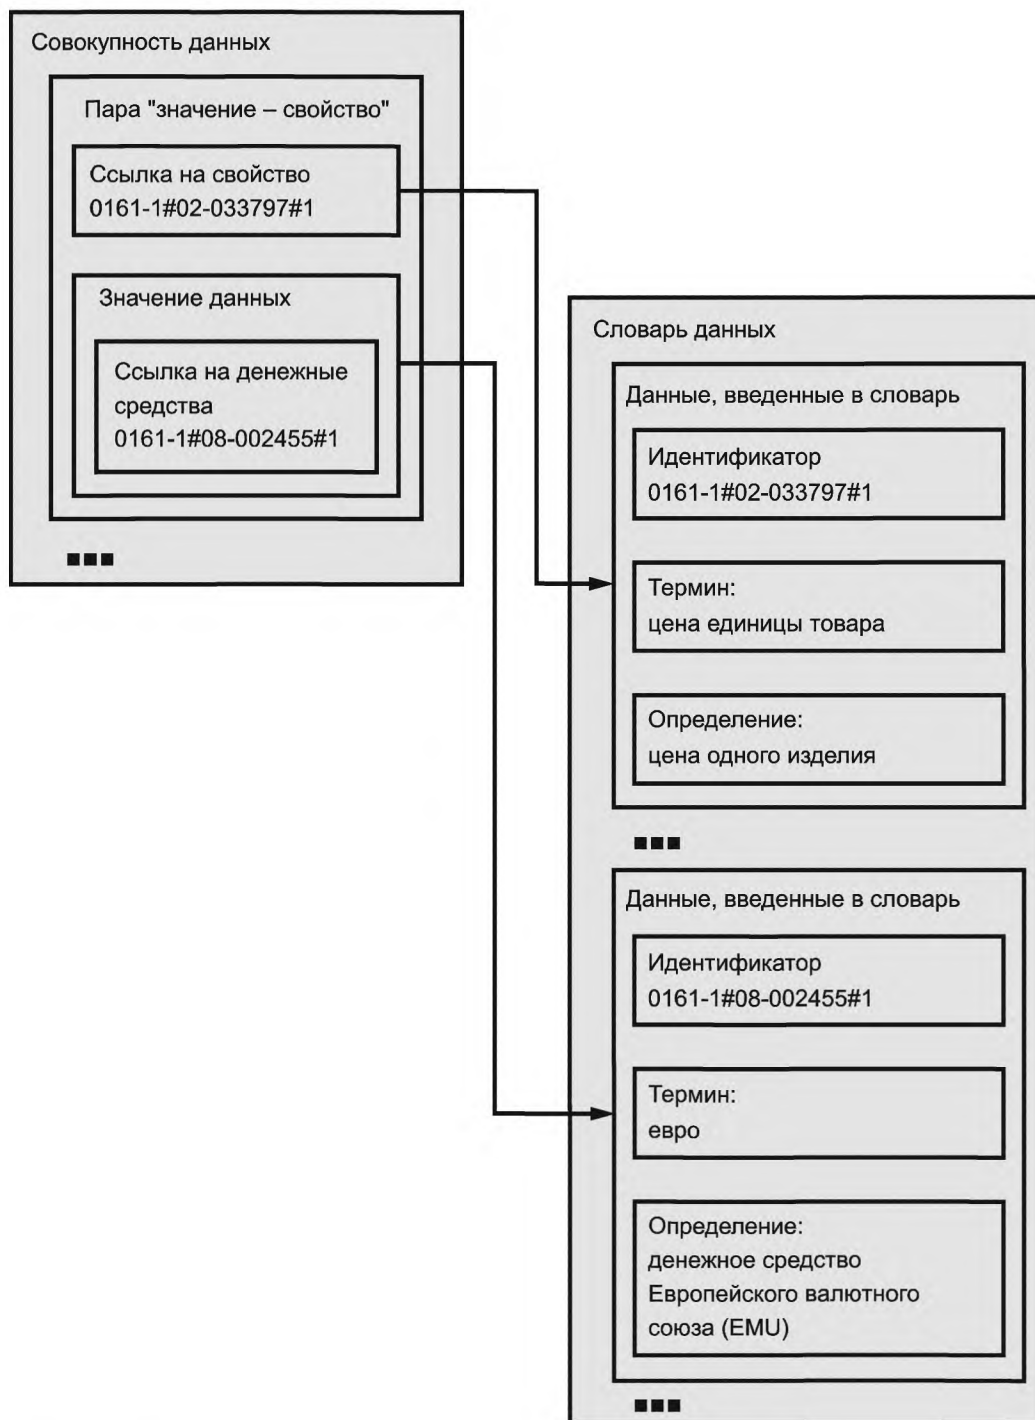 Совокупность данных
Пара "значение – свойство"
Ссылка на свойство
0161-1#02-033797#1
Значение данных
Ссылка на денежные
средства
0161-1#08-002455#1
Словарь данных
Данные, введенные в словарь
Идентификатор
0161-1#02-033797#1
Термин:
цена единицы товара
Определение:
цена одного изделия
Данные, введенные в словарь
Идентификатор
0161-1#08-002455#1
Термин:
евро
Определение:
денежное средство
Европейского валютного
союза (EMU)